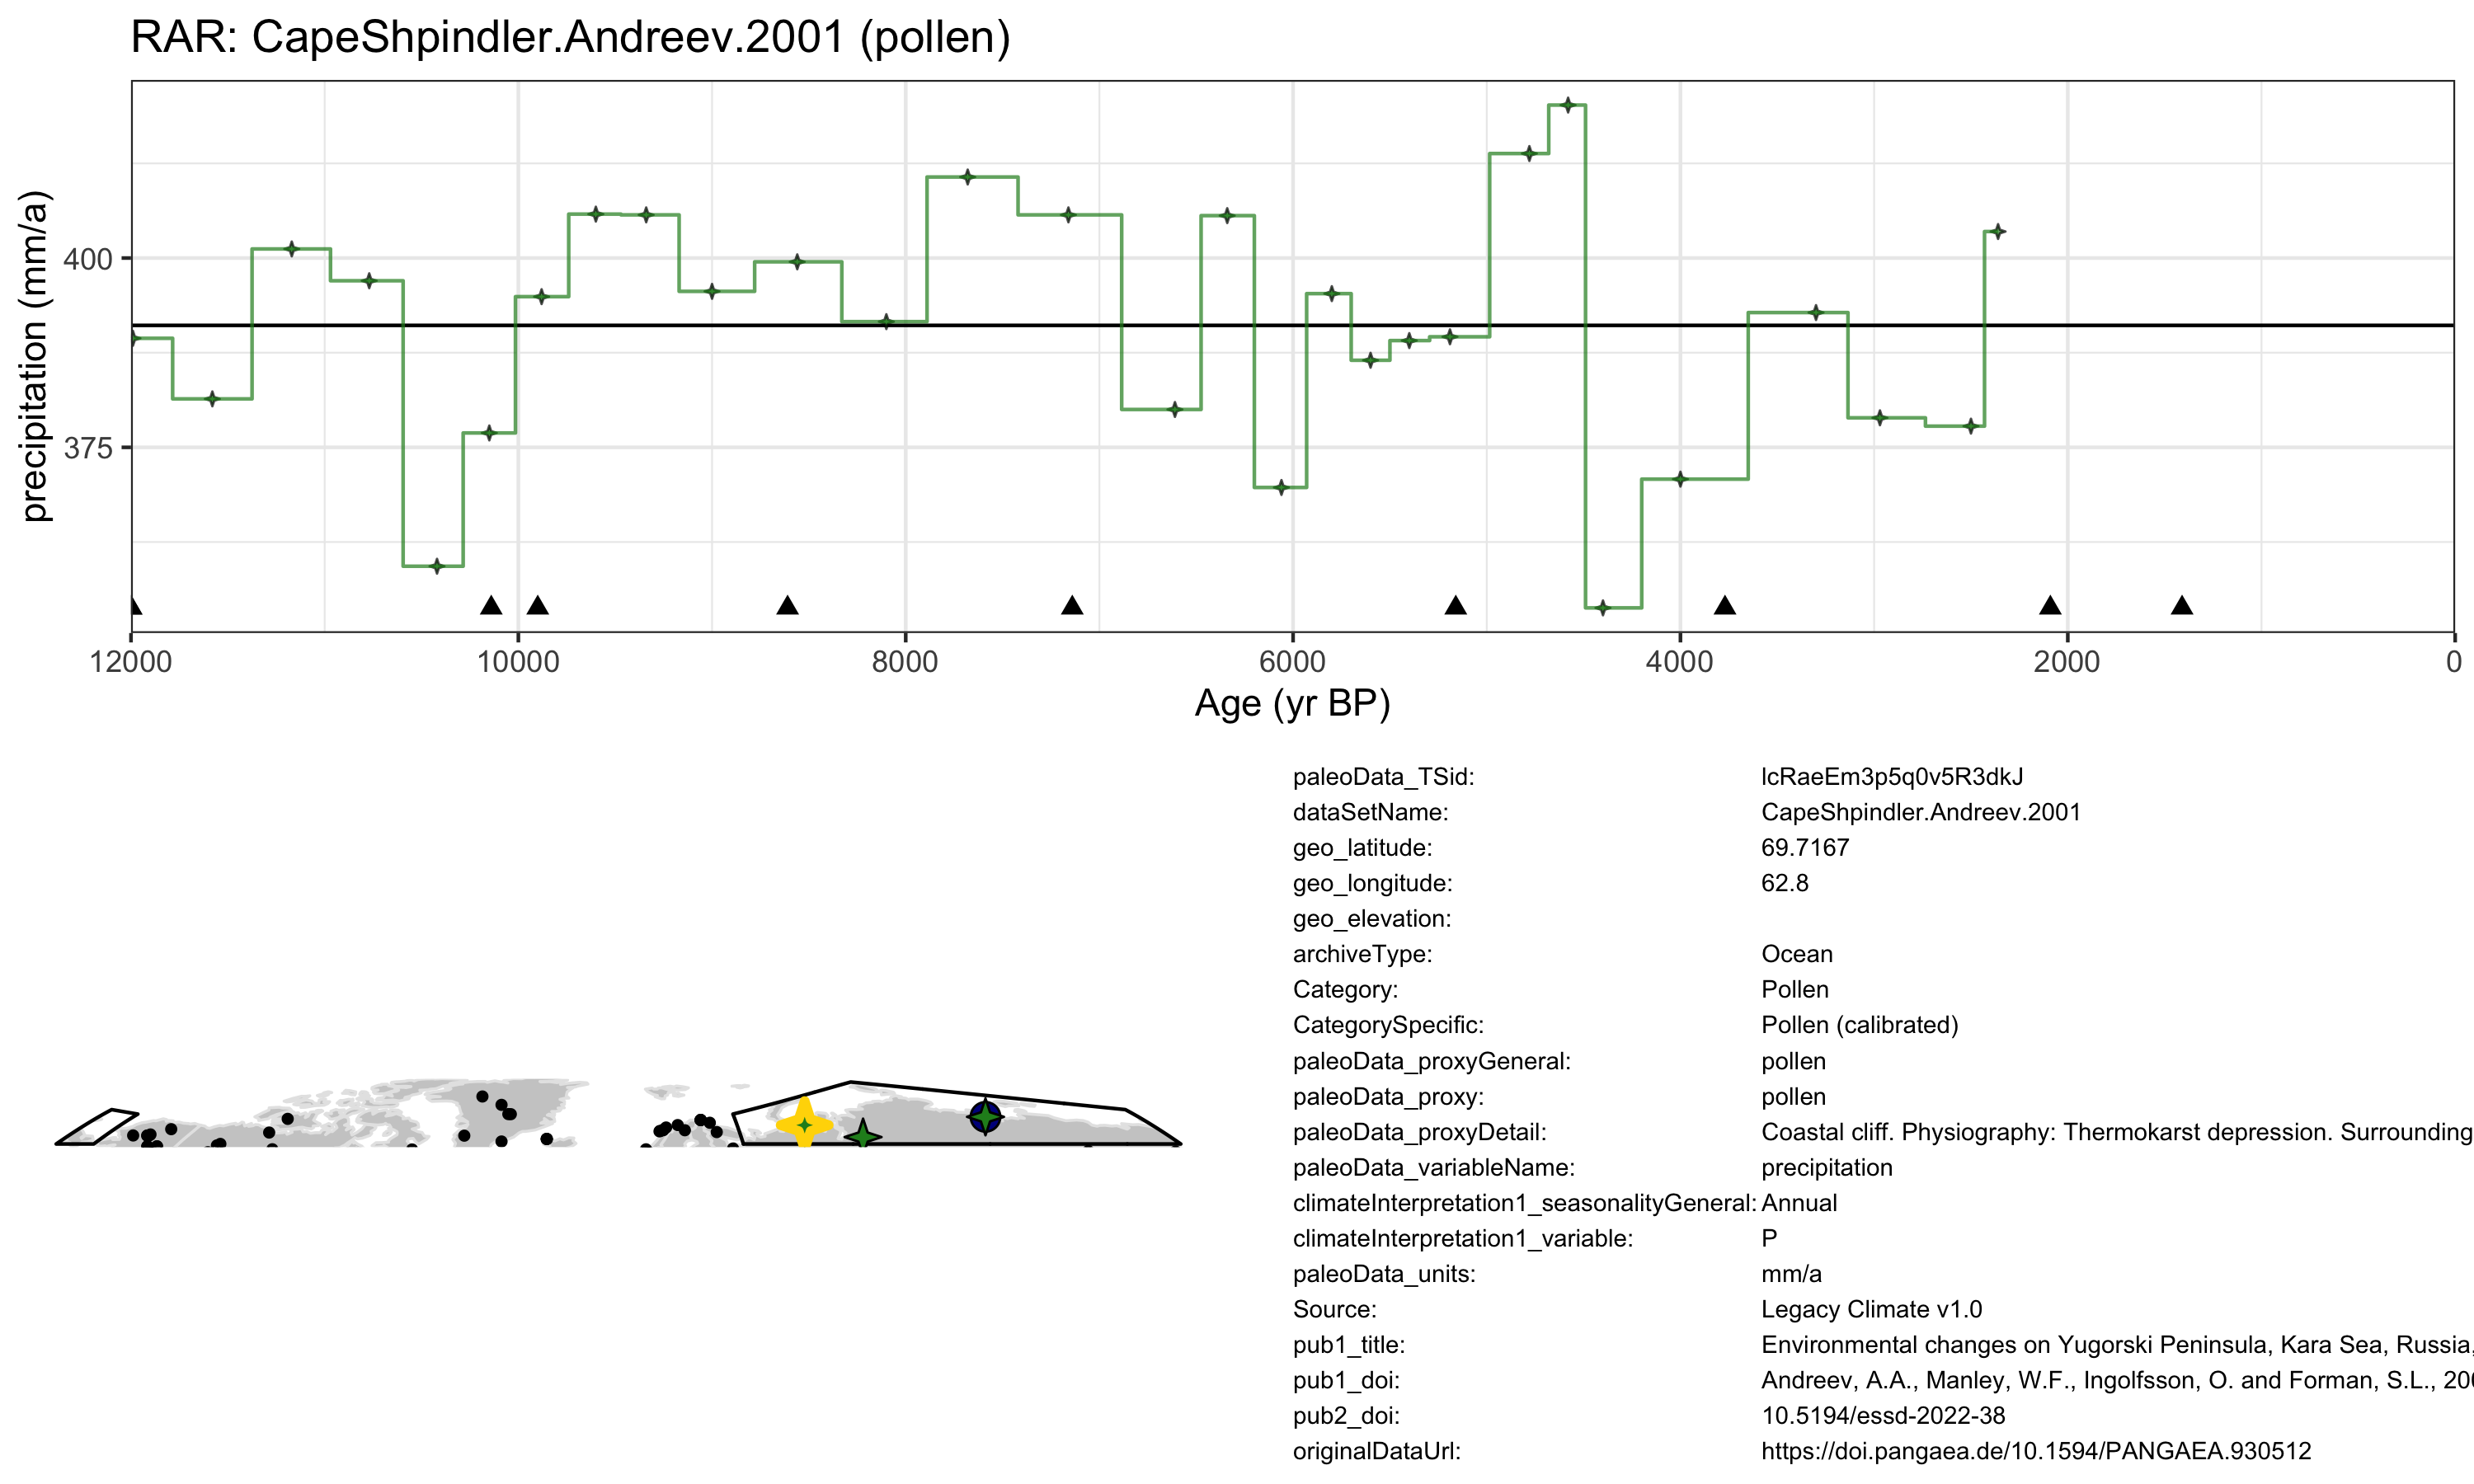 RAR: CapeShpindler.Andreev.2001 (pollen)
precipitation (mm/a)
400
375
12000 10000 8000 6000 4000 2000 0
Age (yr BP)
paleoData_TSid: lcRaeEm3p5q0v5R3dkJ
dataSetName: CapeShpindler.Andreev.2001
geo_latitude: 69.7167
geo_longitude: 62.8
geo_elevation:
archiveType: Ocean
Category: Pollen
CategorySpecific: Pollen (calibrated)
paleoData_proxyGeneral: pollen
paleoData_proxy: pollen
paleoData_proxyDetail: Coastal cliff. Physiography: Thermokarst depression. Surrounding
paleoData_variableName: precipitation
climateInterpretation1_seasonalityGeneral: Annual
climateInterpretation1_variable: P
paleoData_units: mm/a
Source: Legacy Climate v1.0
pub1_title: Environmental changes on Yugorski Peninsula, Kara Sea, Russia,
pub1_doi: Andreev, A.A., Manley, W.F., Ingolfsson, O. and Forman, S.L.,
pub2_doi: 10.5194/essd-2022-38
originalDataUrl: https://doi.pangaea.de/10.1594/PANGAEA.930512